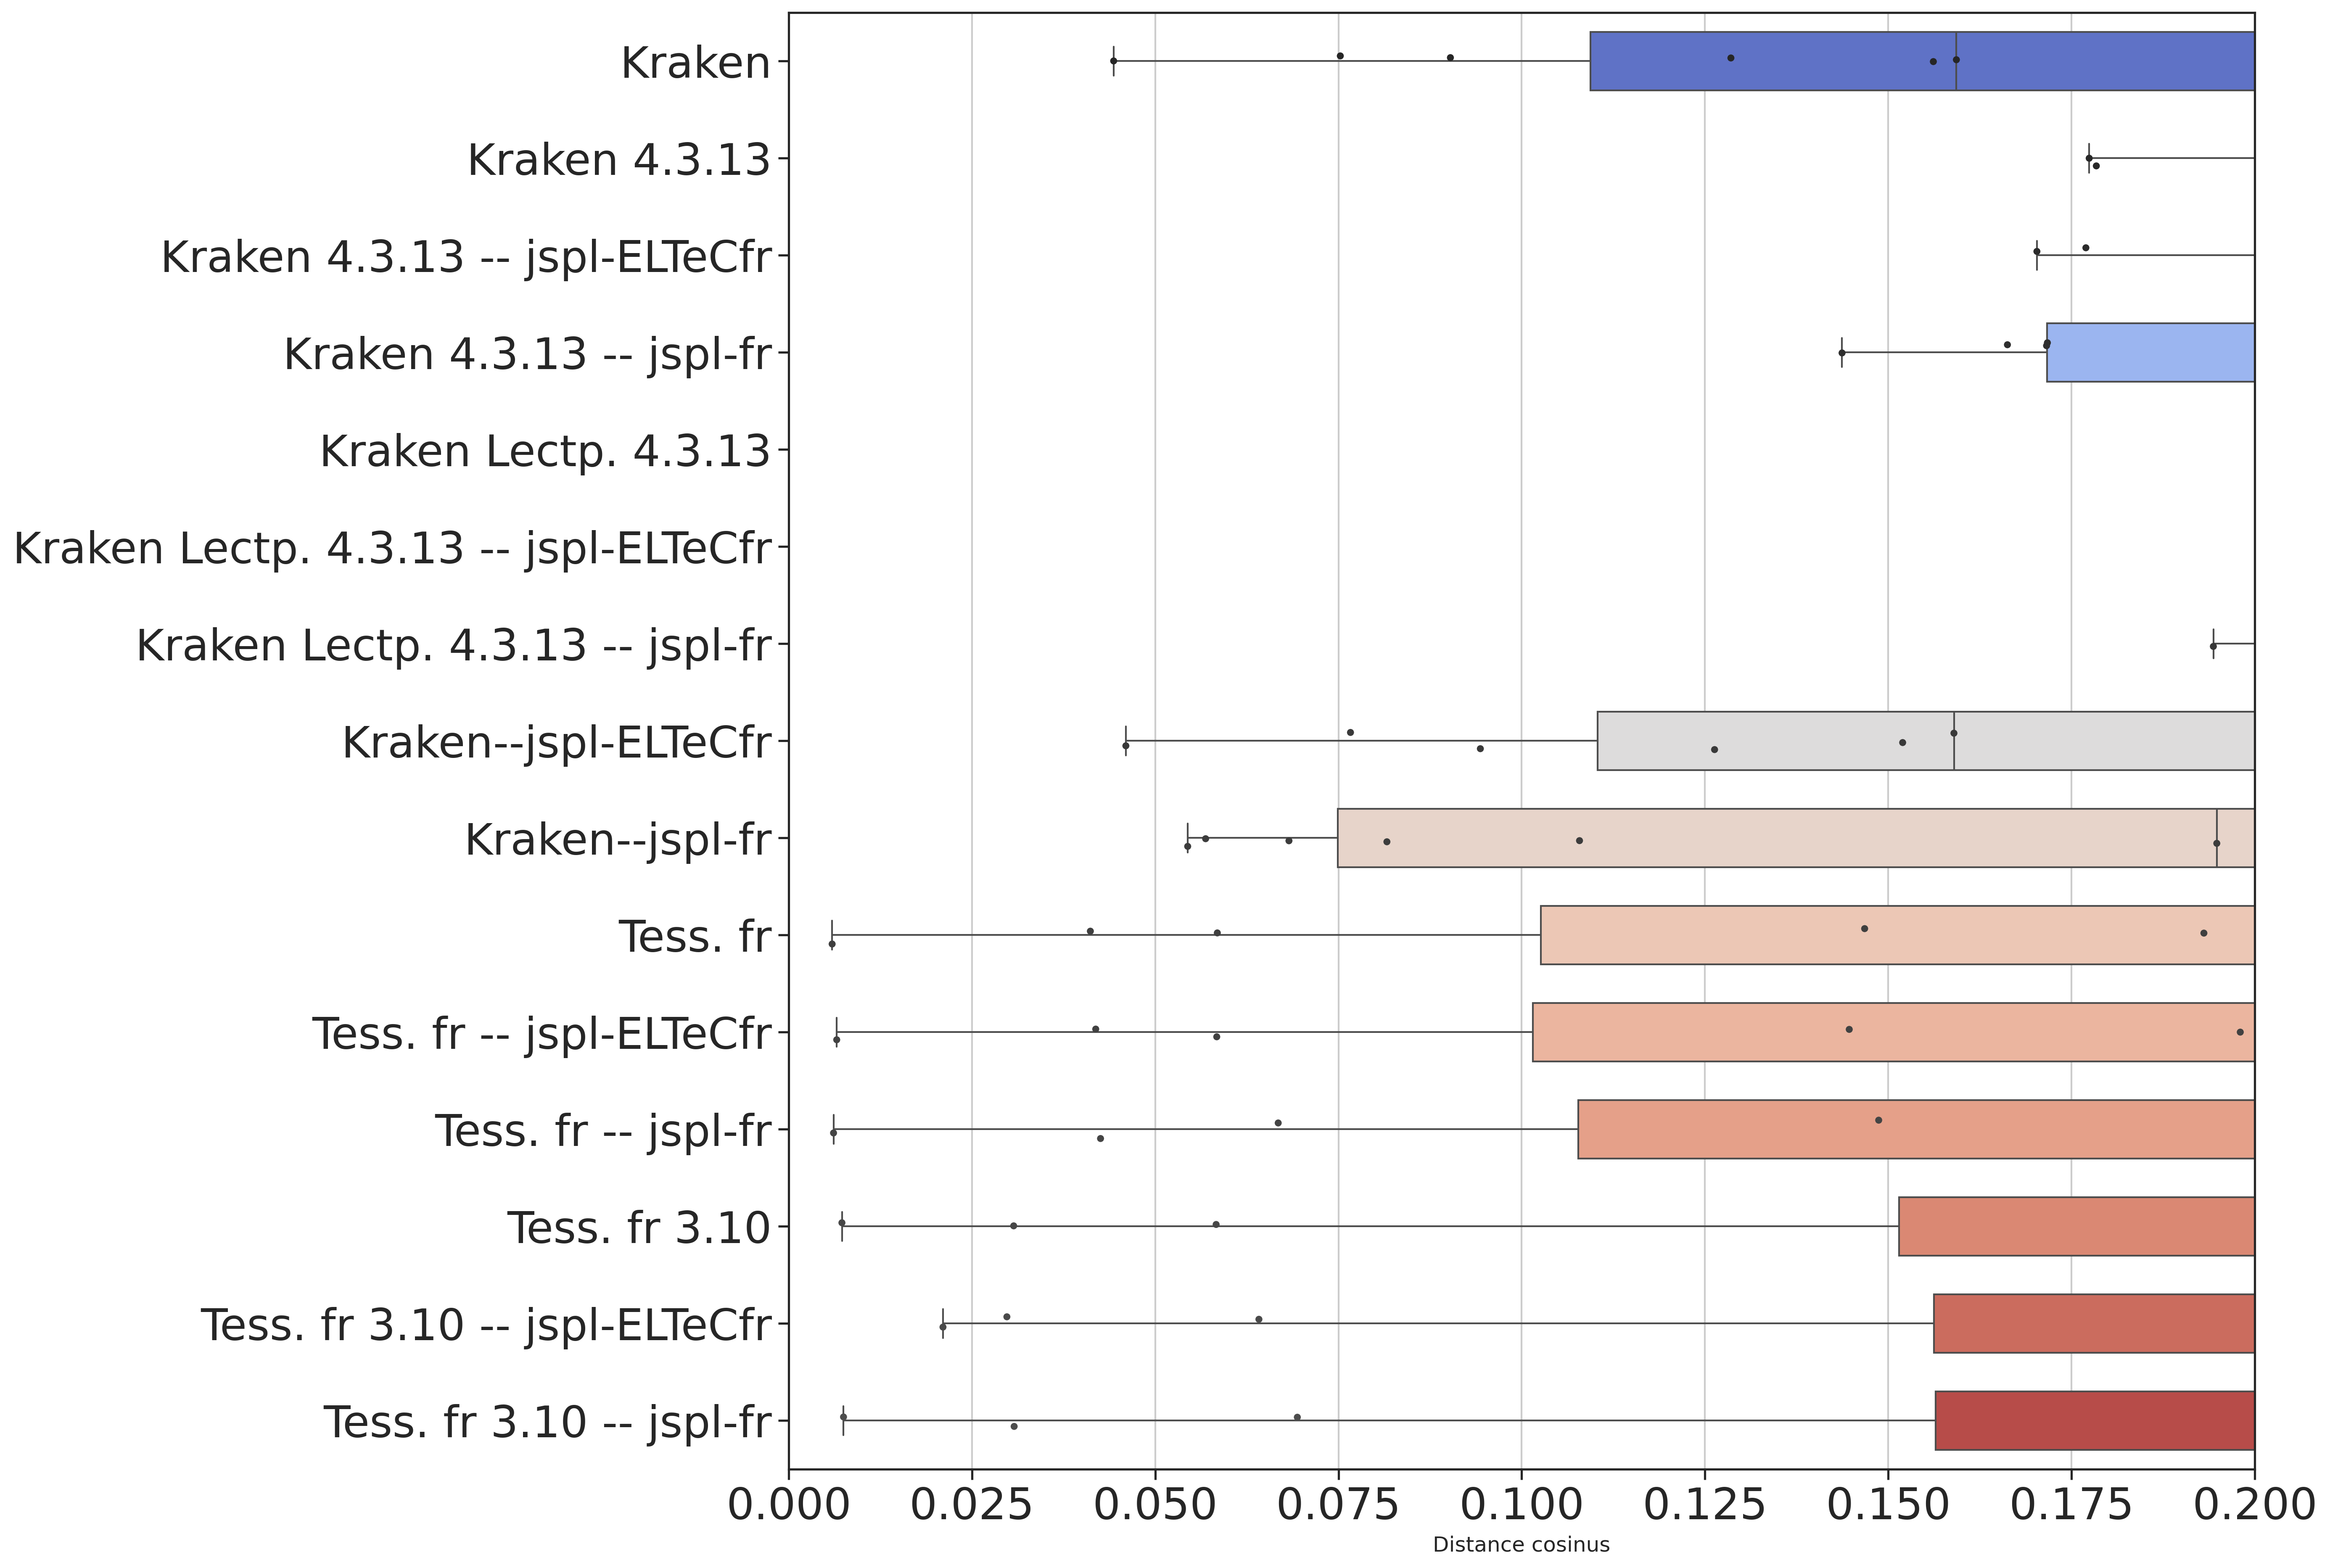 Kraken
Kraken 4.3.13
Kraken 4.3.13 -- jspl-ELTeCfr
Kraken 4.3.13 -- jspl-fr
Kraken Lectp. 4.3.13
Kraken Lectp. 4.3.13 -- jspl-ELTeCfr
Kraken Lectp. 4.3.13 -- jspl-fr
Kraken--jspl-ELTeCfr
Kraken--jspl-fr
Tess. fr
Tess. fr -- jspl-ELTeCfr
Tess. fr -- jspl-fr
Tess. fr 3.10
Tess. fr 3.10 -- jspl-ELTeCfr
Tess. fr 3.10 -- jspl-fr
0.000 0.025 0.050 0.075 0.100 0.125 0.150 0.175 0.200
Distance cosinus